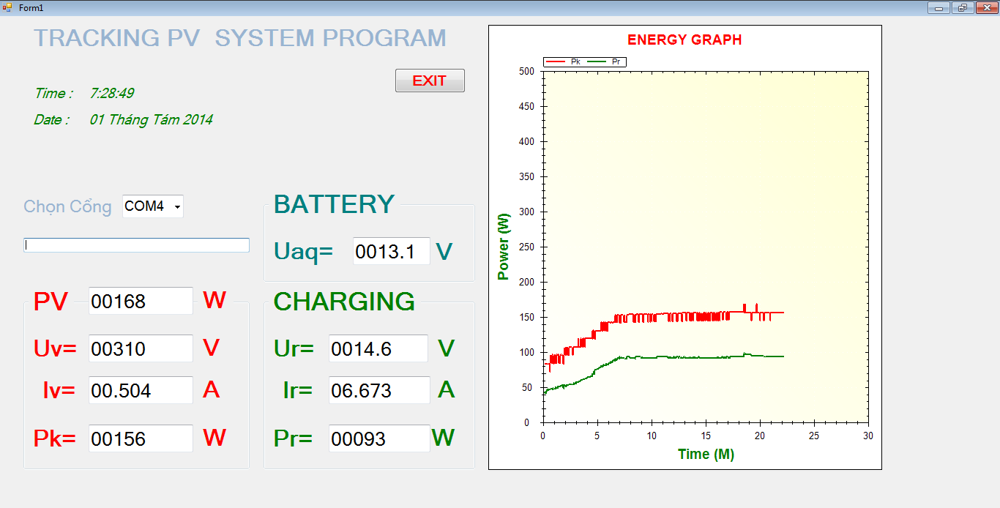 Form1
TRACKING PV SYSTEM PROGRAM
EXIT
Time : 7:28:49
Date : 01 Tháng Tám 2014
Chọn Cổng COM4
BATTERY
Uaq= 0013.1 V
PV 00168 W
Uv= 00310 V
Iv= 00.504 A
Pk= 00156 W
CHARGING
Ur= 0014.6 V
Ir= 06.673 A
Pr= 00093 W
ENERGY GRAPH
Pk Pr
Power (W)
500
450
400
350
300
250
200
150
100
50
0
0 5 10 15 20 25 30
Time (M)